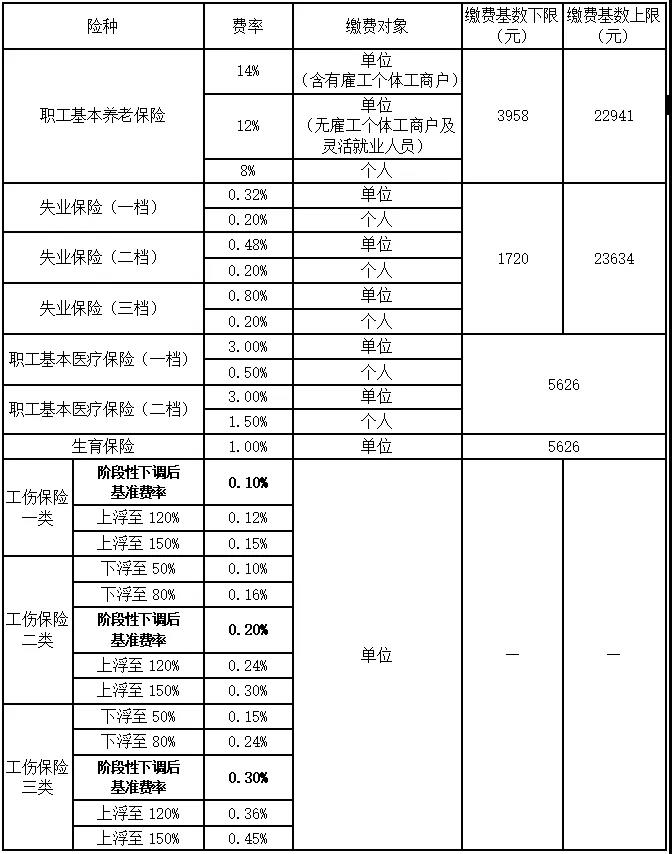 险种 费率 缴费对象 缴费基数下限 缴费基数上限
（元） （元）
职工基本养老保险 14% 单位
（含有雇工个体工商户） 3958 22941
12% 单位
（无雇工个体工商户及
灵活就业人员）
8% 个人
失业保险（一档） 0.32% 单位 1720 23634
0.20% 个人
失业保险（二档） 0.48% 单位
0.20% 个人
失业保险（三档） 0.80% 单位
0.20% 个人
职工基本医疗保险（一档） 3.00% 单位 5626
0.50% 个人
职工基本医疗保险（二档） 3.00% 单位
1.50% 个人
生育保险 1.00% 单位 5626
工伤保险
一类
阶段性下调后
基准费率 0.10% 单位 — —
上浮至 120% 0.12%
上浮至 150% 0.15%
工伤保险
二类
下浮至 50% 0.10%
下浮至 80% 0.16%
阶段性下调后
基准费率 0.20%
上浮至 120% 0.24%
上浮至 150% 0.30%
工伤保险
三类
下浮至 50% 0.15%
下浮至 80% 0.24%
阶段性下调后
基准费率 0.30%
上浮至 120% 0.36%
上浮至 150% 0.45%